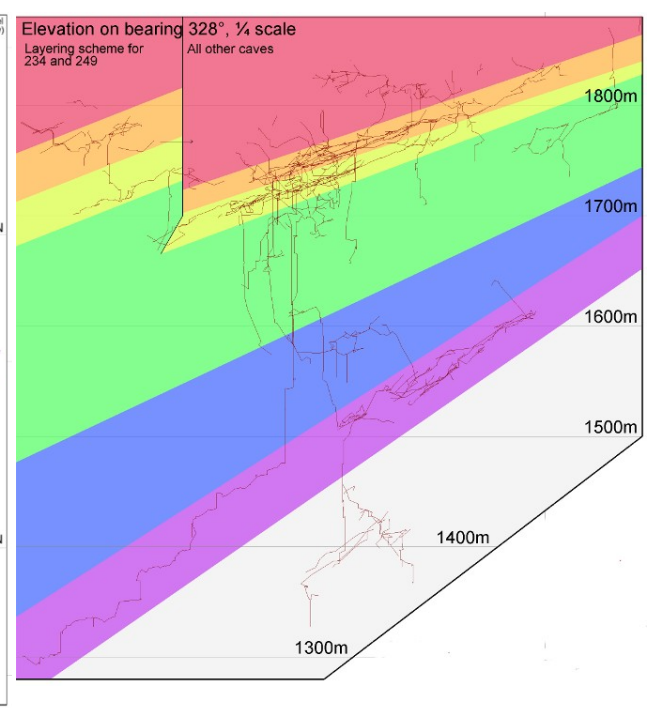 Elevation on bearing 328°, ¼ scale
Layering scheme for
234 and 249
All other caves
1800m
1700m
1600m
1500m
1400m
1300m